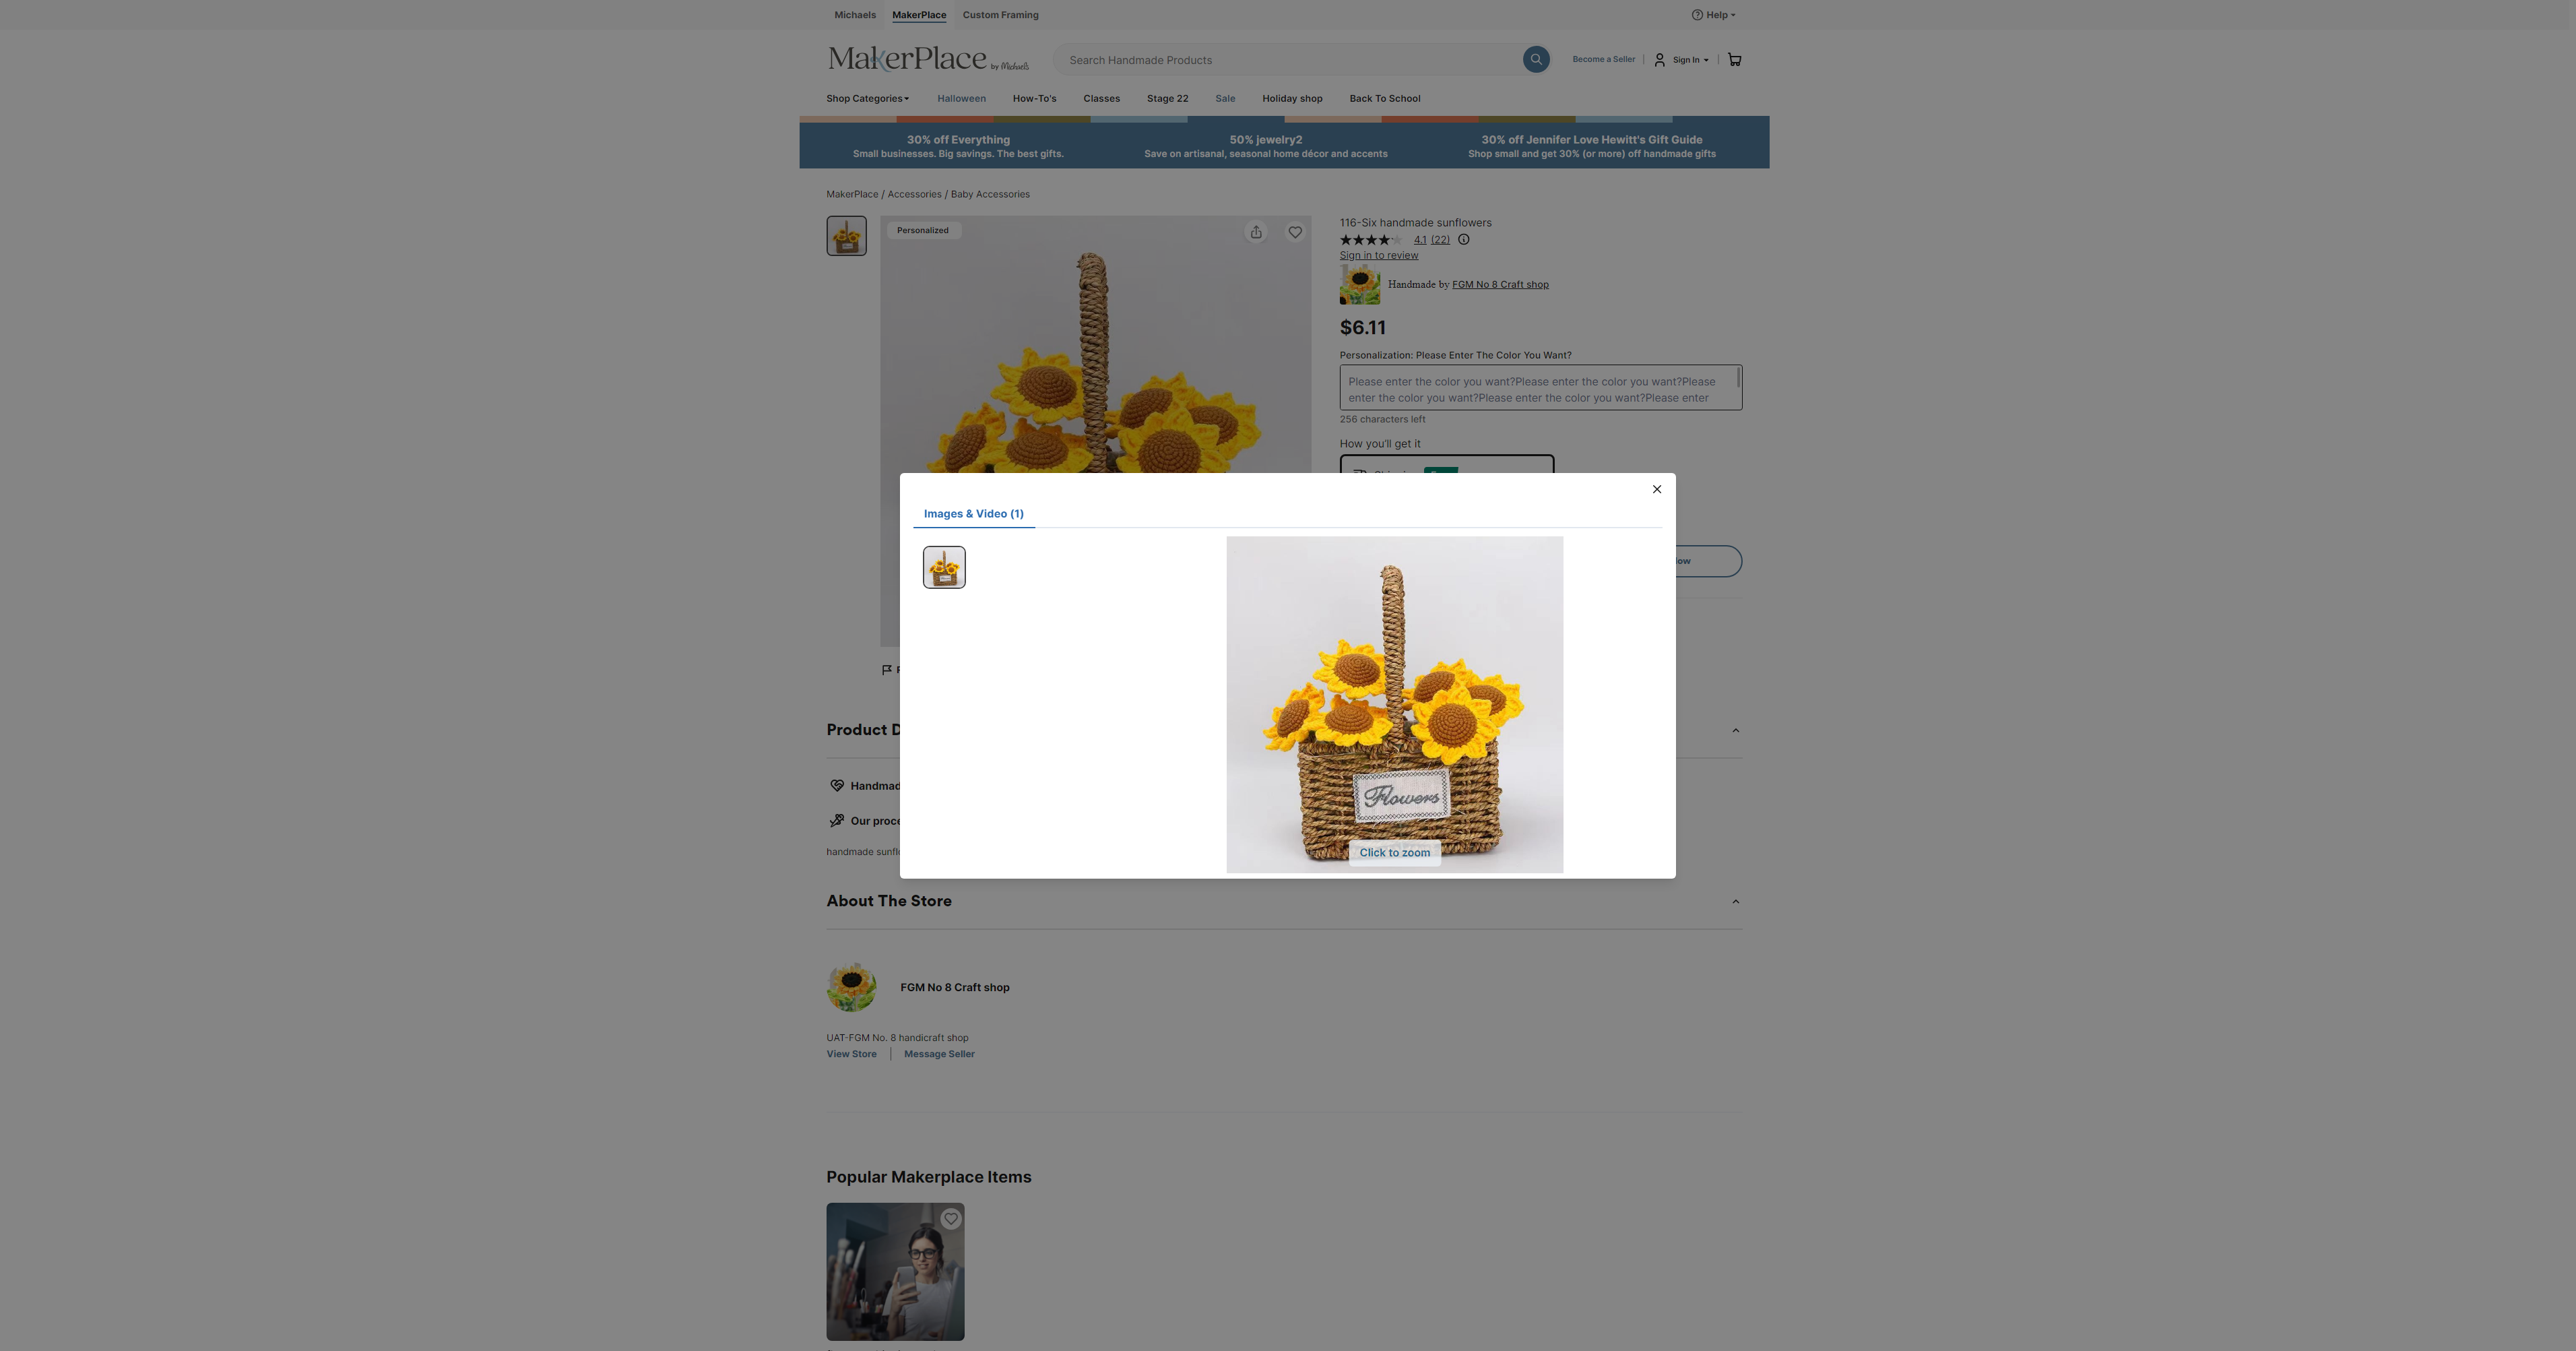 Michaels
MakerPlace
Custom Framing
Help
MakerPlace by Michaels
Search Handmade Products
Become a Seller
Sign In
Shop Categories
Halloween
How-To's
Classes
Stage 22
Sale
Holiday shop
Back To School
30% off Everything
Small businesses. Big savings. The best gifts.
50% jewelry2
Save on artisanal, seasonal home décor and accents
30% off Jennifer Love Hewitt's Gift Guide
Shop small and get 30% (or more) off handmade gifts
MakerPlace / Accessories / Baby Accessories
Personalized
116-Six handmade sunflowers
4.1 (22)
Sign in to review
Handmade by FGM No 8 Craft shop
$6.11
Personalization: Please Enter The Color You Want?
Please enter the color you want?Please enter the color you want?Please
enter the color you want?Please enter the color you want?Please enter
256 characters left
How you'll get it
Images & Video (1)
Flowers
Click to zoom
Product D
Handmad
Our proce
handmade sunfl
About The Store
FGM No 8 Craft shop
UAT-FGM No. 8 handicraft shop
View Store
Message Seller
Popular Makerplace Items